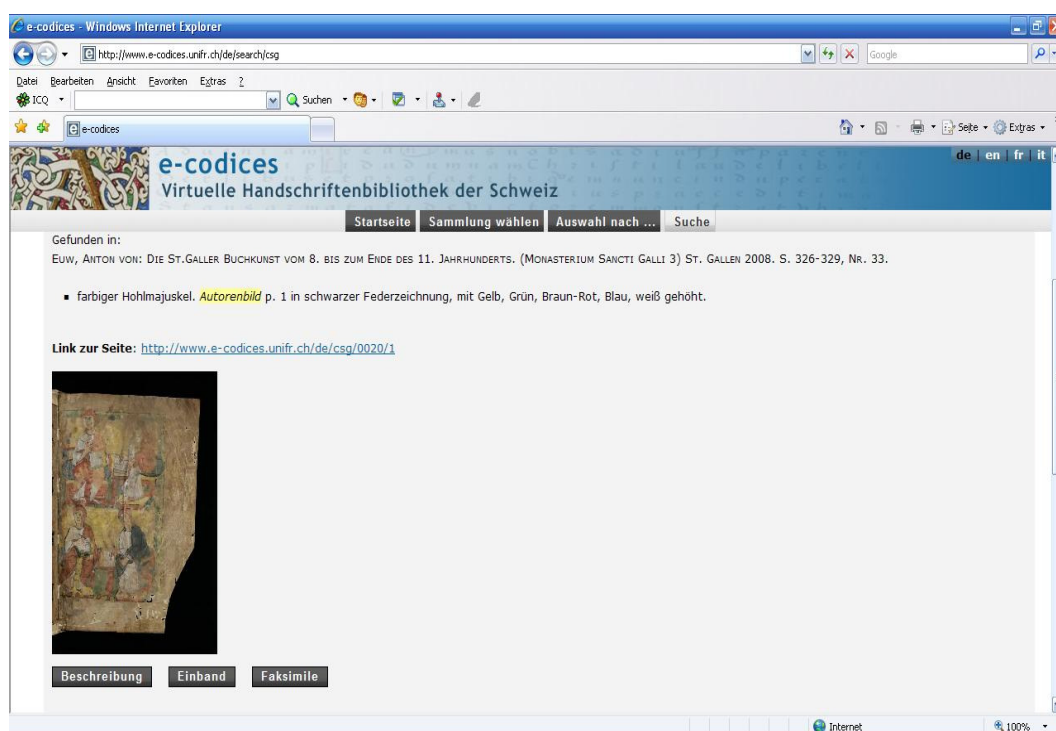 e-codices - Windows Internet Explorer
http://www.e-codices.unifr.ch/de/search/csg
Google
Datei Bearbeiten Ansicht Favoriten Extras ?
ICQ Suchen
e-codices Seite Extras
de | en | fr | it
e-codices
Virtuelle Handschriftenbibliothek der Schweiz
Startseite Sammlung wählen Auswahl nach ... Suche
Gefunden in:
Euw, Anton von: Die St.Galler Buchkunst vom 8. bis zum Ende des 11. Jahrhunderts. (Monasterium Sancti Galli 3) St. Gallen 2008. S. 326-329, Nr. 33.
farbiger Hohlmajuskel. Autorenbild p. 1 in schwarzer Federzeichnung, mit Gelb, Grün, Braun-Rot, Blau, weiß gehöht.
Link zur Seite: http://www.e-codices.unifr.ch/de/csg/0020/1
Beschreibung Einband Faksimile
Internet 100%